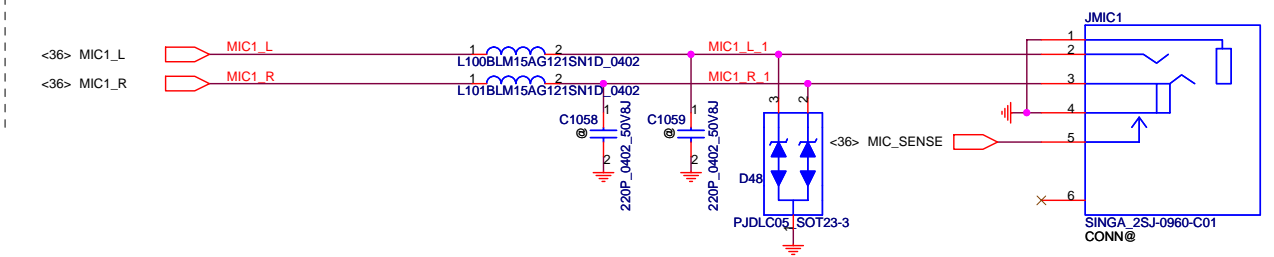 JMIC1
<36> MIC1_L
MIC1_L
1
2
MIC1_L_1
1
2
L100BLM15AG121SN1D_0402
<36> MIC1_R
MIC1_R
1
2
MIC1_R_1
3
L101BLM15AG121SN1D_0402
3
2
4
1
C1058
@
2
220P_0402_50V8J
1
C1059
@
2
220P_0402_50V8J
<36> MIC_SENSE
5
D48
1
PJDLC05_SOT23-3
6
SINGA_2SJ-0960-C01
CONN@